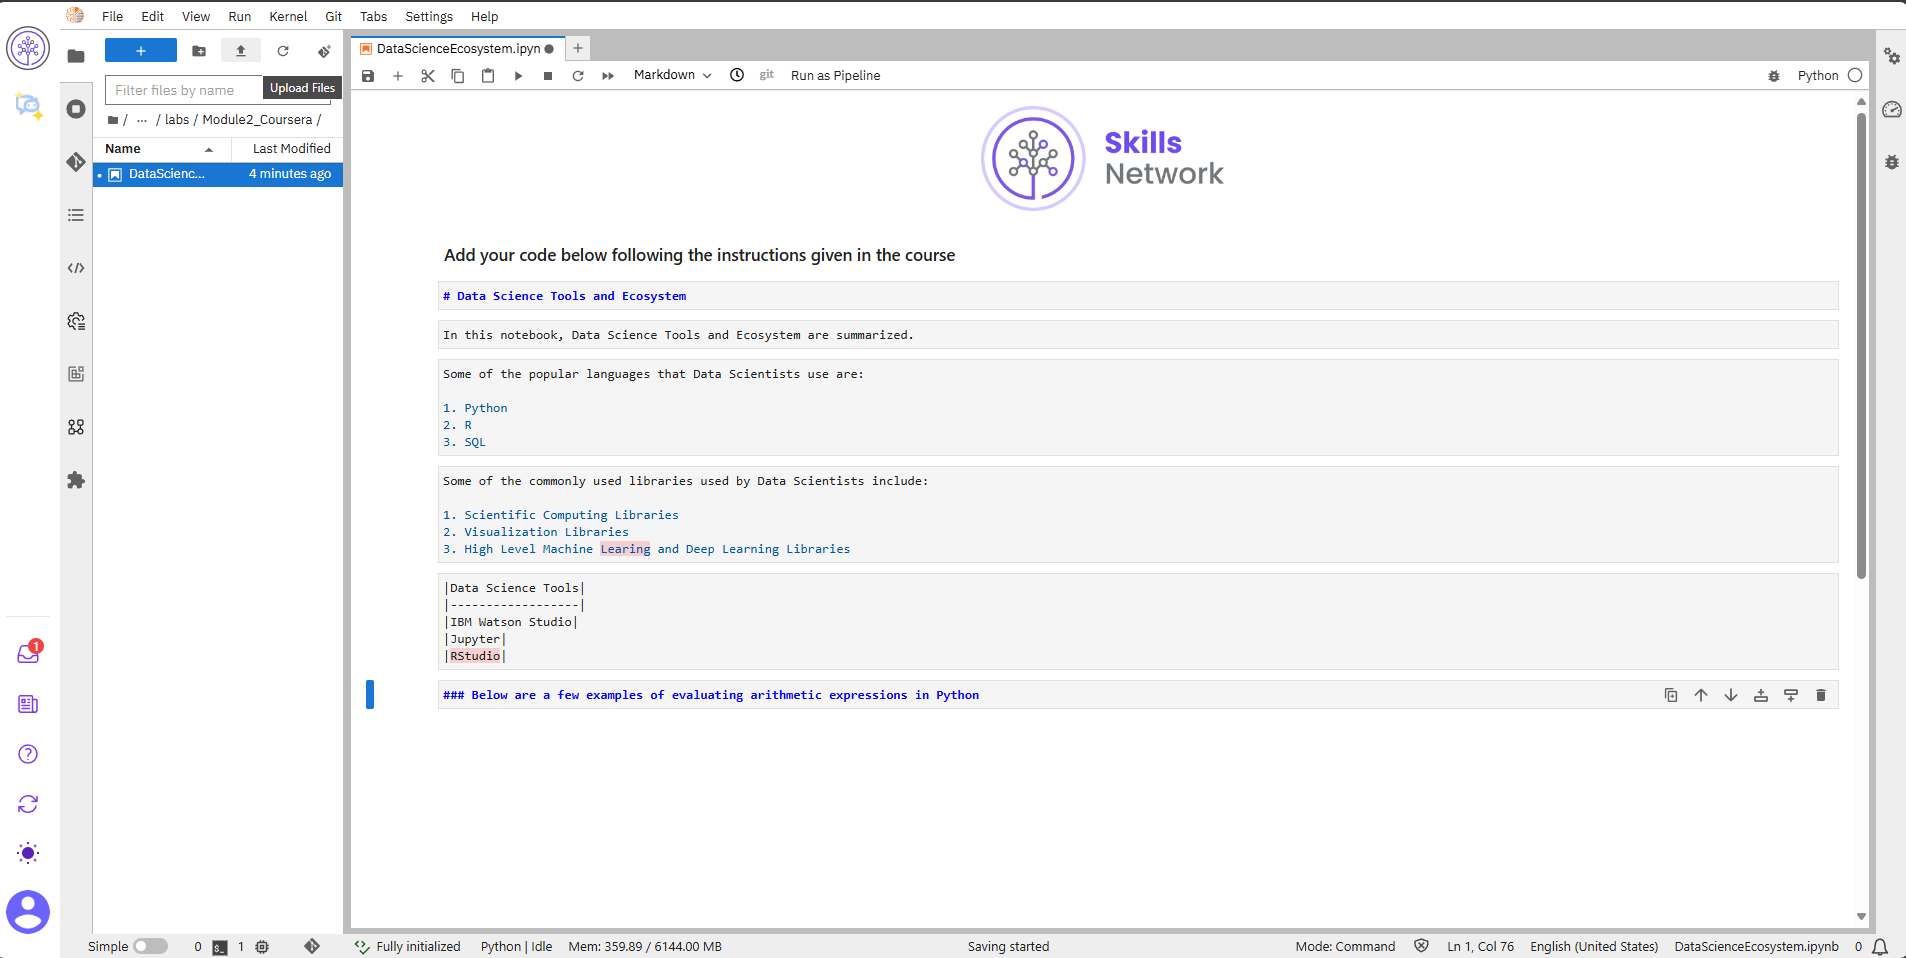 File Edit View Run Kernel Git Tabs Settings Help
DataScienceEcosystem.ipyn
Filter files by name
Upload Files
Markdown
git
Run as Pipeline
Python
/ ··· / labs / Module2_Coursera /
Name
Last Modified
DataScienc...
4 minutes ago
Skills
Network
Add your code below following the instructions given in the course
# Data Science Tools and Ecosystem
In this notebook, Data Science Tools and Ecosystem are summarized.
Some of the popular languages that Data Scientists use are:
1. Python
2. R
3. SQL
Some of the commonly used libraries used by Data Scientists include:
1. Scientific Computing Libraries
2. Visualization Libraries
3. High Level Machine Learing and Deep Learning Libraries
|Data Science Tools|
|------------------|
|IBM Watson Studio|
|Jupyter|
|RStudio|
### Below are a few examples of evaluating arithmetic expressions in Python
1
Simple
0
1
Fully initialized
Python | Idle
Mem: 359.89 / 6144.00 MB
Saving started
Mode: Command
Ln 1, Col 76
English (United States)
DataScienceEcosystem.ipynb
0